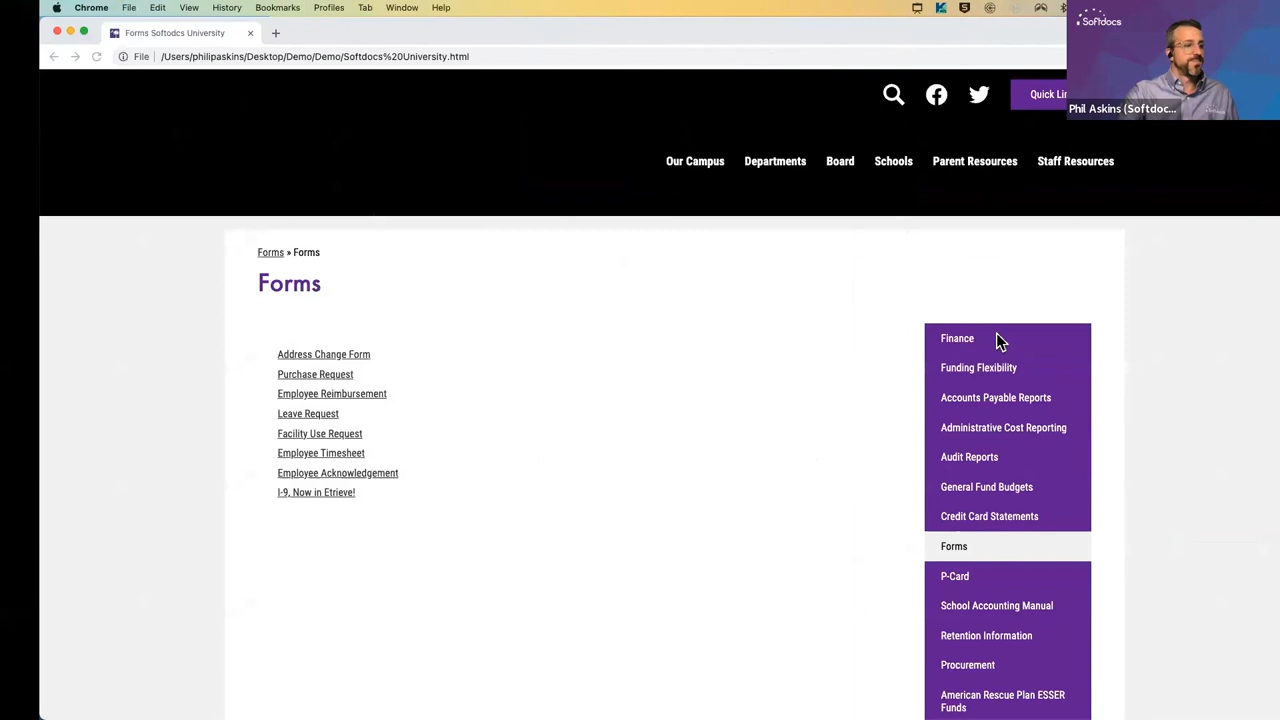 Chrome File Edit View History Bookmarks Profiles Tab Window Help
Softdocs
Forms Softodcs University
File /Users/philipaskins/Desktop/Demo/Demo/Softdocs%20University.html
Quick Lin
Phil Askins (Softdoc...
Our Campus Departments Board Schools Parent Resources Staff Resources
Forms » Forms
Forms
Address Change Form
Purchase Request
Employee Reimbursement
Leave Request
Facility Use Request
Employee Timesheet
Employee Acknowledgement
I-9, Now in Etrieve!
Finance
Funding Flexibility
Accounts Payable Reports
Administrative Cost Reporting
Audit Reports
General Fund Budgets
Credit Card Statements
Forms
P-Card
School Accounting Manual
Retention Information
Procurement
American Rescue Plan ESSER
Funds